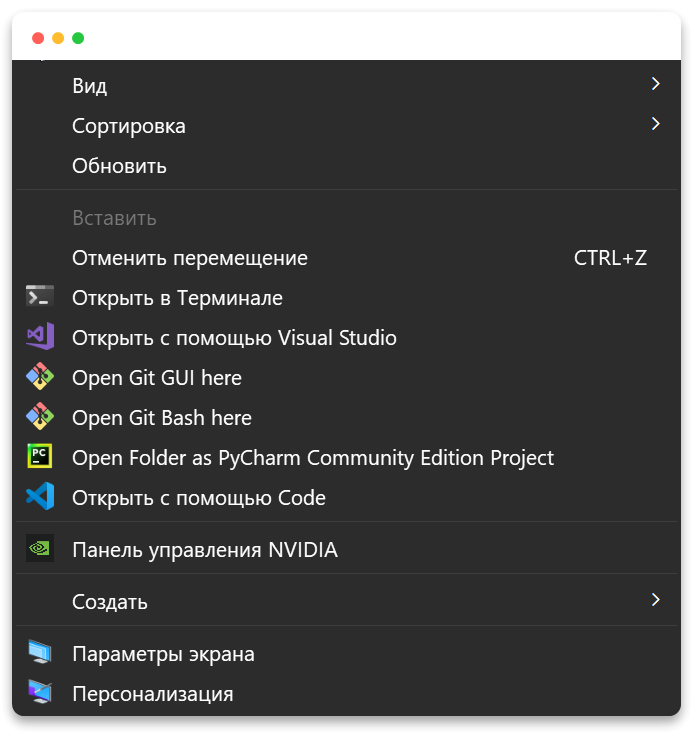 Вид
Сортировка
Обновить
Вставить
Отменить перемещение CTRL+Z
Открыть в Терминале
Открыть с помощью Visual Studio
Open Git GUI here
Open Git Bash here
PC Open Folder as PyCharm Community Edition Project
Открыть с помощью Code
Панель управления NVIDIA
Создать
Параметры экрана
Персонализация